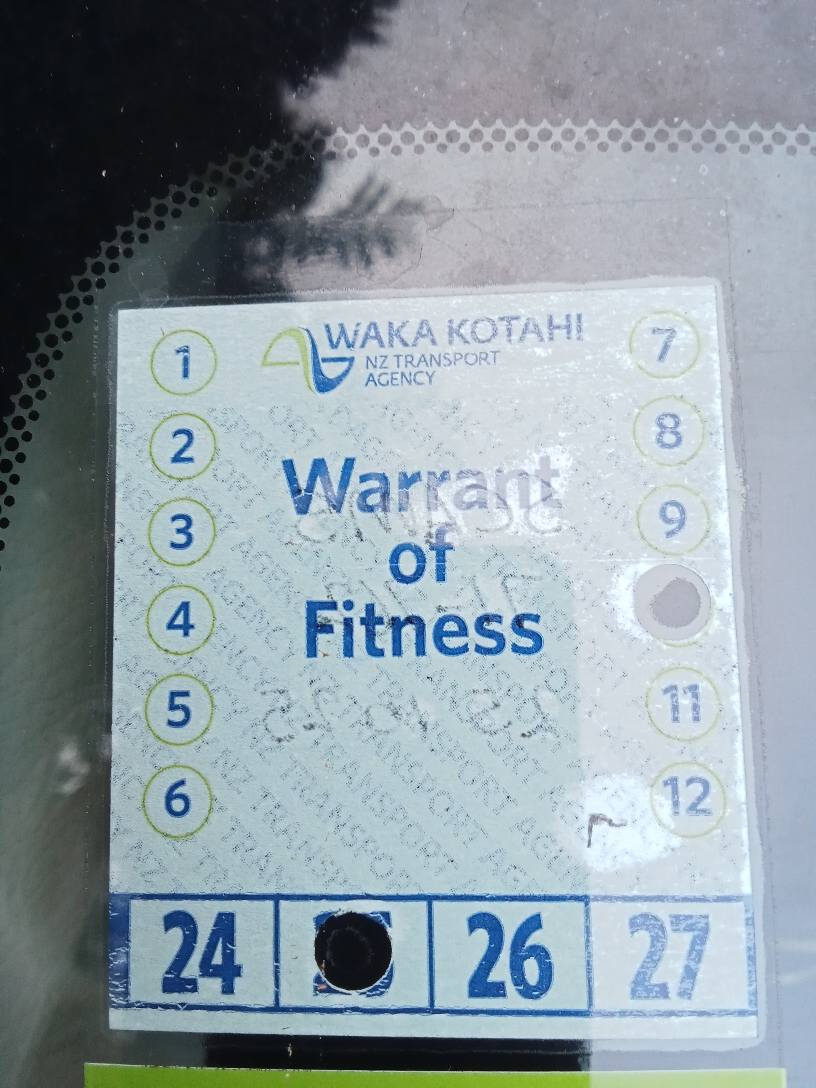 WAKA KOTAHI
NZ TRANSPORT
AGENCY
1
2
3
4
5
6
7
8
9
11
12
Warrant
of
Fitness
24
26
27